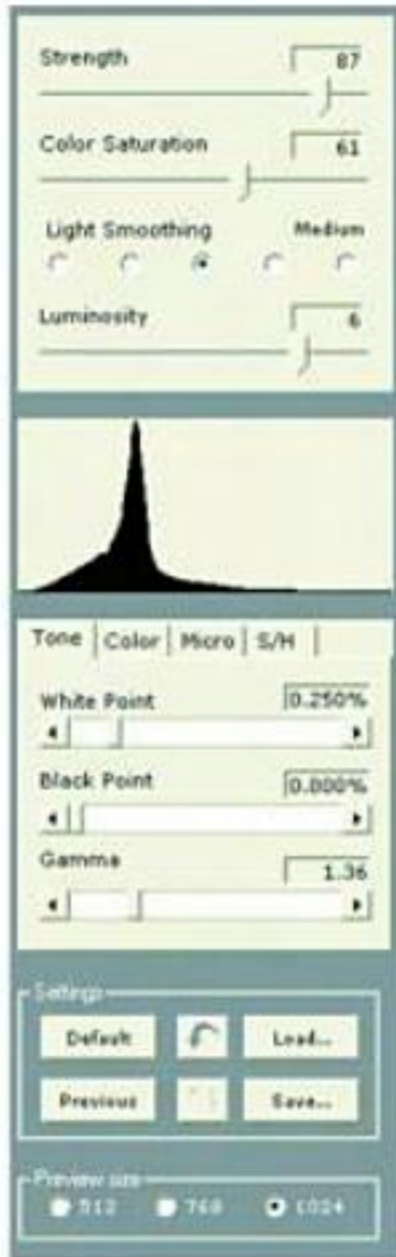 Strength 87
Color Saturation 61
Light Smoothing Medium
Luminosity 6
Tone Color Micro S/H
White Point 0.250%
Black Point 0.000%
Gamma 1.36
Settings
Default Load...
Previous Save...
Preview size
512 768 1024